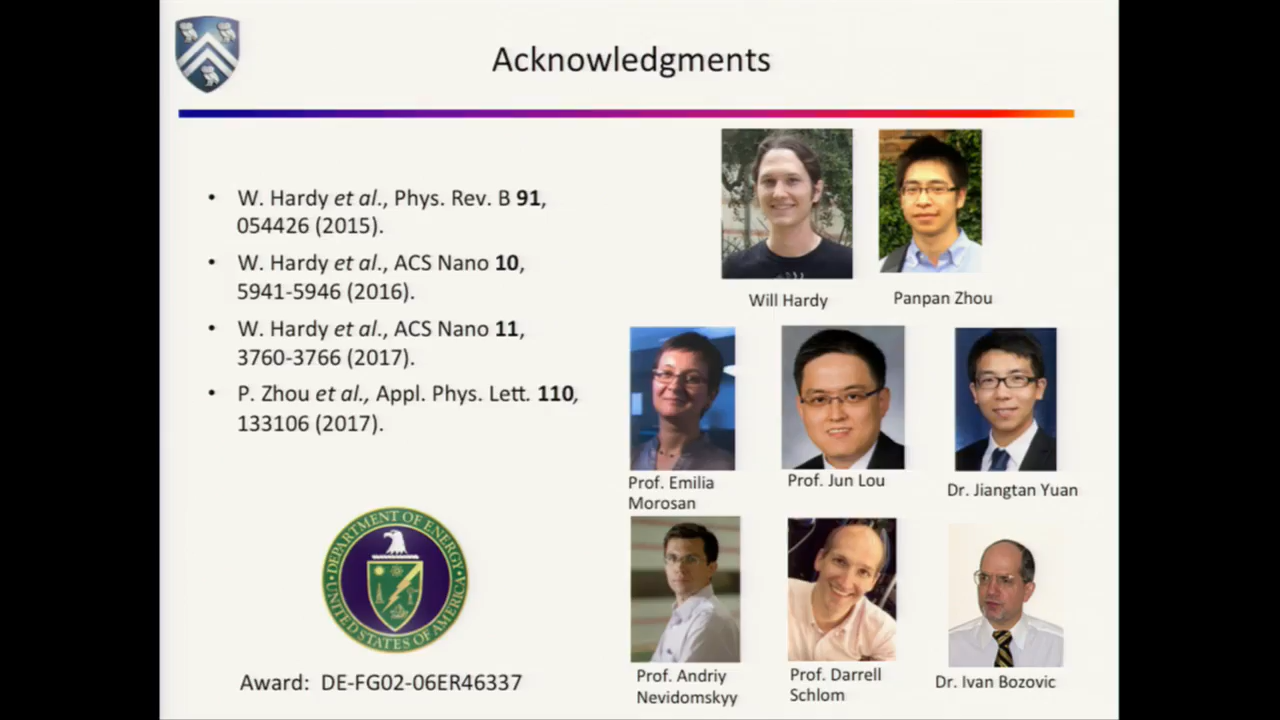 Acknowledgments
• W. Hardy et al., Phys. Rev. B 91,
054426 (2015).
• W. Hardy et al., ACS Nano 10,
5941-5946 (2016).
• W. Hardy et al., ACS Nano 11,
3760-3766 (2017).
• P. Zhou et al., Appl. Phys. Lett. 110,
133106 (2017).
DEPARTMENT OF ENERGY
UNITED STATES OF AMERICA
Award: DE-FG02-06ER46337
Will Hardy
Panpan Zhou
Prof. Emilia
Morosan
Prof. Jun Lou
Dr. Jiangtan Yuan
Prof. Andriy
Nevidomskyy
Prof. Darrell
Schlom
Dr. Ivan Bozovic